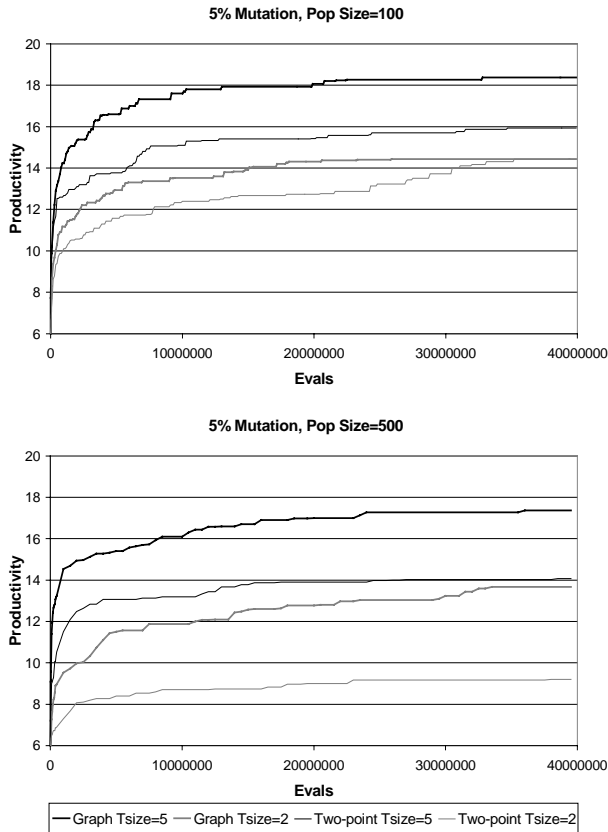 5% Mutation, Pop Size=100
20
18
16
14
12
10
8
6
Productivity
0 10000000 20000000 30000000 40000000
Evals
5% Mutation, Pop Size=500
20
18
16
14
12
10
8
6
Productivity
0 10000000 20000000 30000000 40000000
Evals
Graph Tsize=5 Graph Tsize=2 Two-point Tsize=5 Two-point Tsize=2